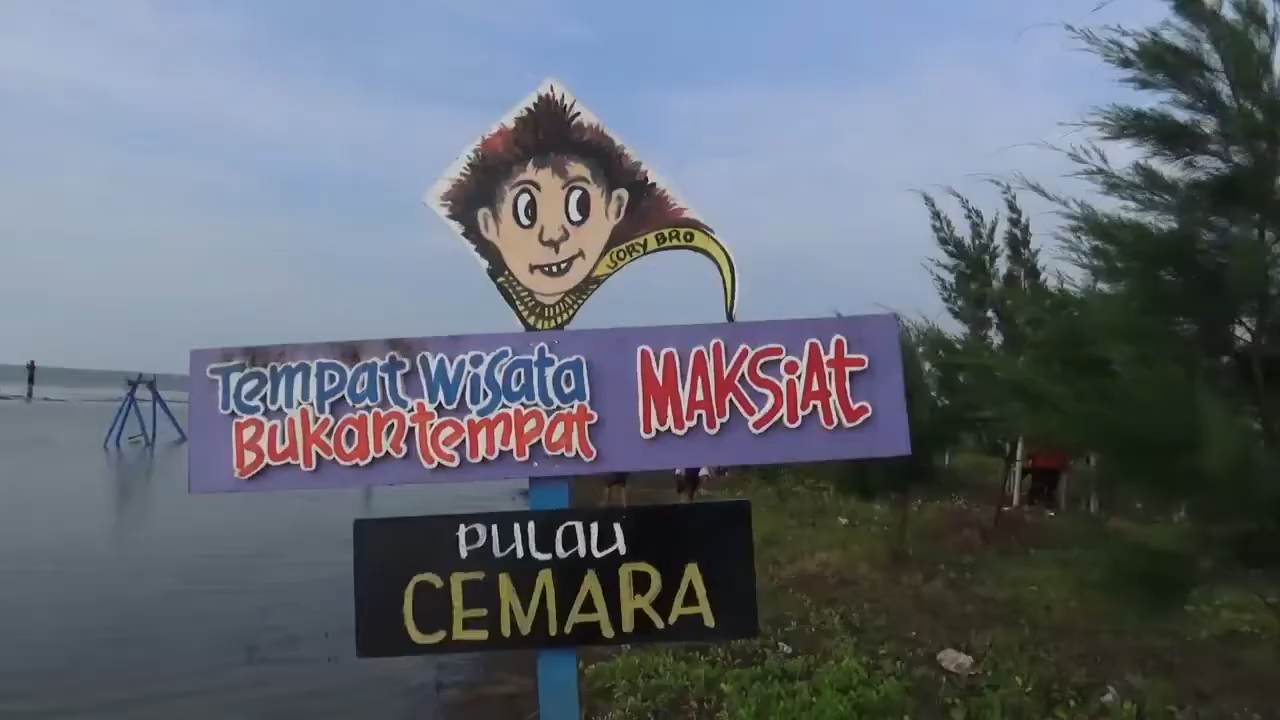 SORY BRO
Tempat Wisata
Bukan tempat
MAKSiAt
PULAU
CEMARA